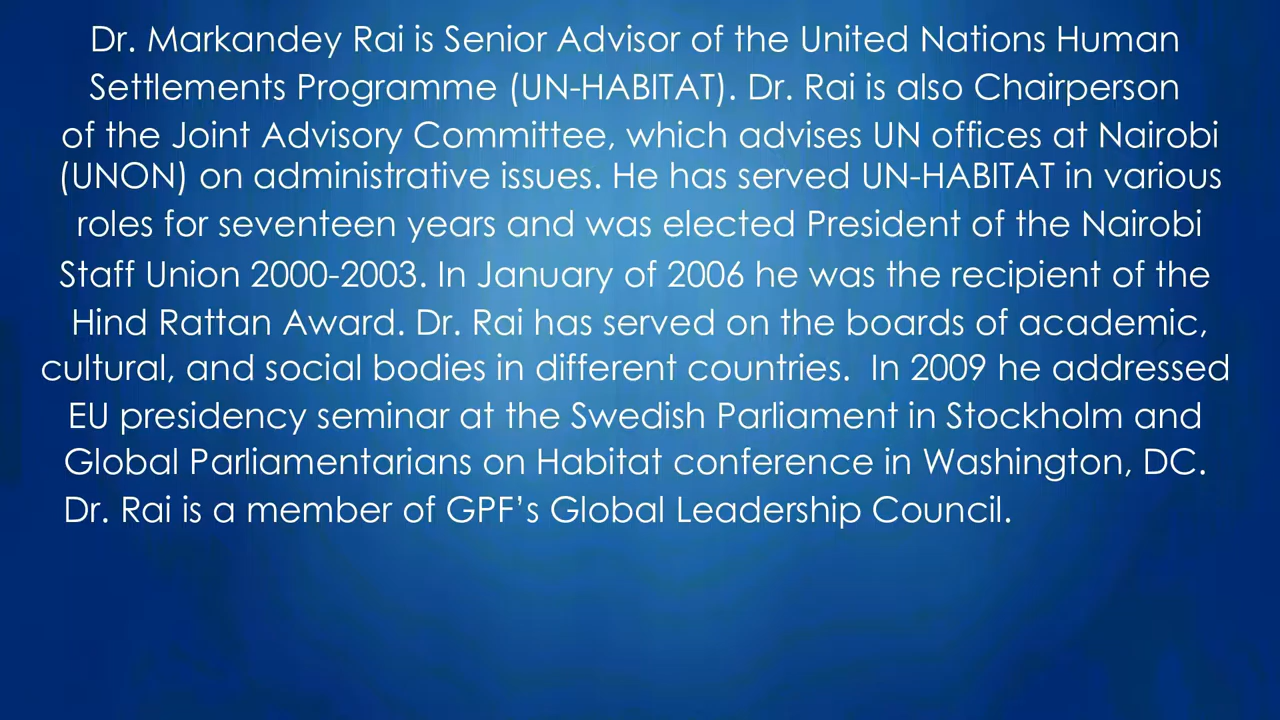 Dr. Markandey Rai is Senior Advisor of the United Nations Human
Settlements Programme (UN-HABITAT). Dr. Rai is also Chairperson
of the Joint Advisory Committee, which advises UN offices at Nairobi
(UNON) on administrative issues. He has served UN-HABITAT in various
roles for seventeen years and was elected President of the Nairobi
Staff Union 2000-2003. In January of 2006 he was the recipient of the
Hind Rattan Award. Dr. Rai has served on the boards of academic,
cultural, and social bodies in different countries.  In 2009 he addressed
EU presidency seminar at the Swedish Parliament in Stockholm and
Global Parliamentarians on Habitat conference in Washington, DC.
Dr. Rai is a member of GPF’s Global Leadership Council.